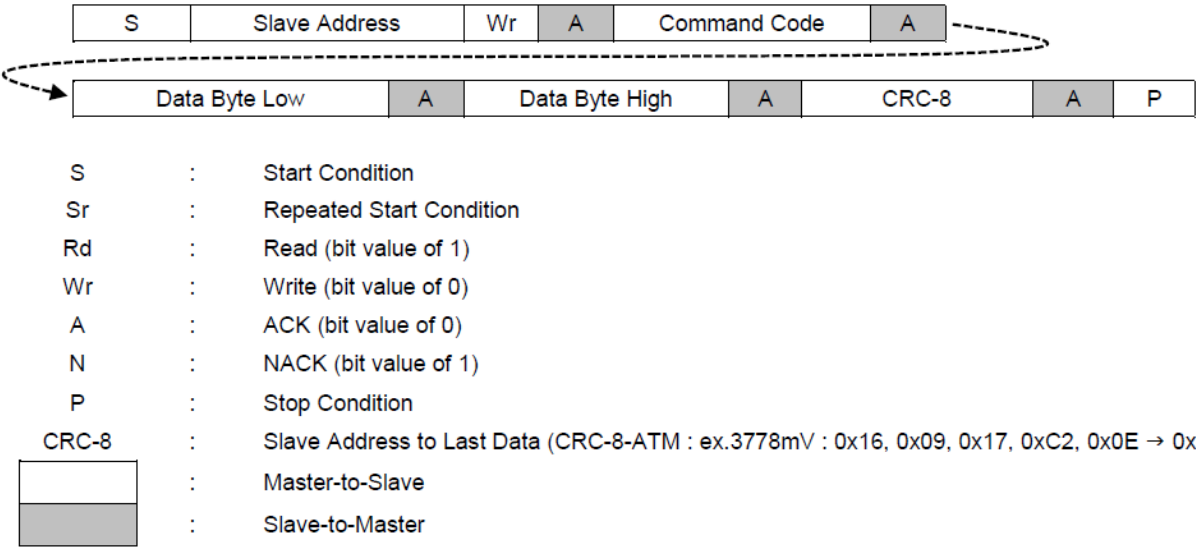 S Slave Address Wr A Command Code A
Data Byte Low A Data Byte High A CRC-8 A P
S : Start Condition
Sr : Repeated Start Condition
Rd : Read (bit value of 1)
Wr : Write (bit value of 0)
A : ACK (bit value of 0)
N : NACK (bit value of 1)
P : Stop Condition
CRC-8 : Slave Address to Last Data (CRC-8-ATM : ex.3778mV : 0x16, 0x09, 0x17, 0xC2, 0x0E → 0x
: Master-to-Slave
: Slave-to-Master